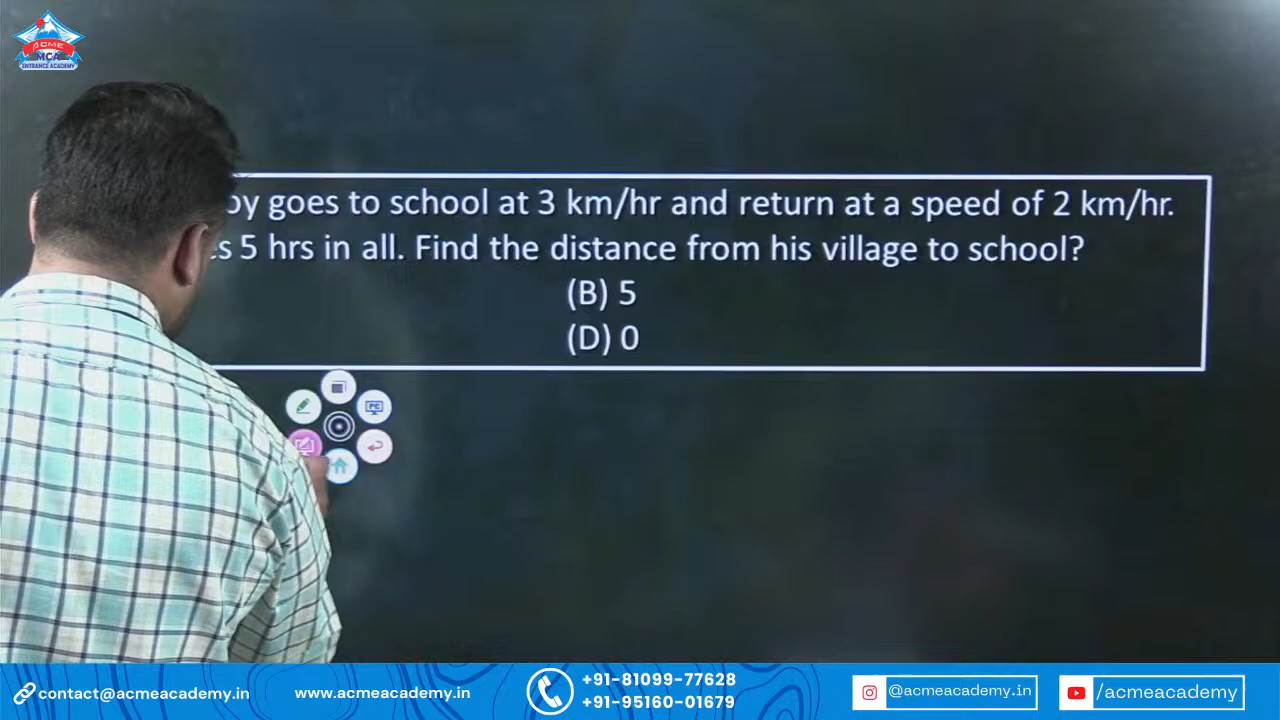 ACME
MCA
ENTRANCE ACADEMY
goes to school at 3 km/hr and return at a speed of 2 km/hr.
5 hrs in all. Find the distance from his village to school?
(B) 5
(D) 0
PC
contact@acmeacademy.in
www.acmeacademy.in
+91-81099-77628
+91-95160-01679
@acmeacademy.in
/acmeacademy